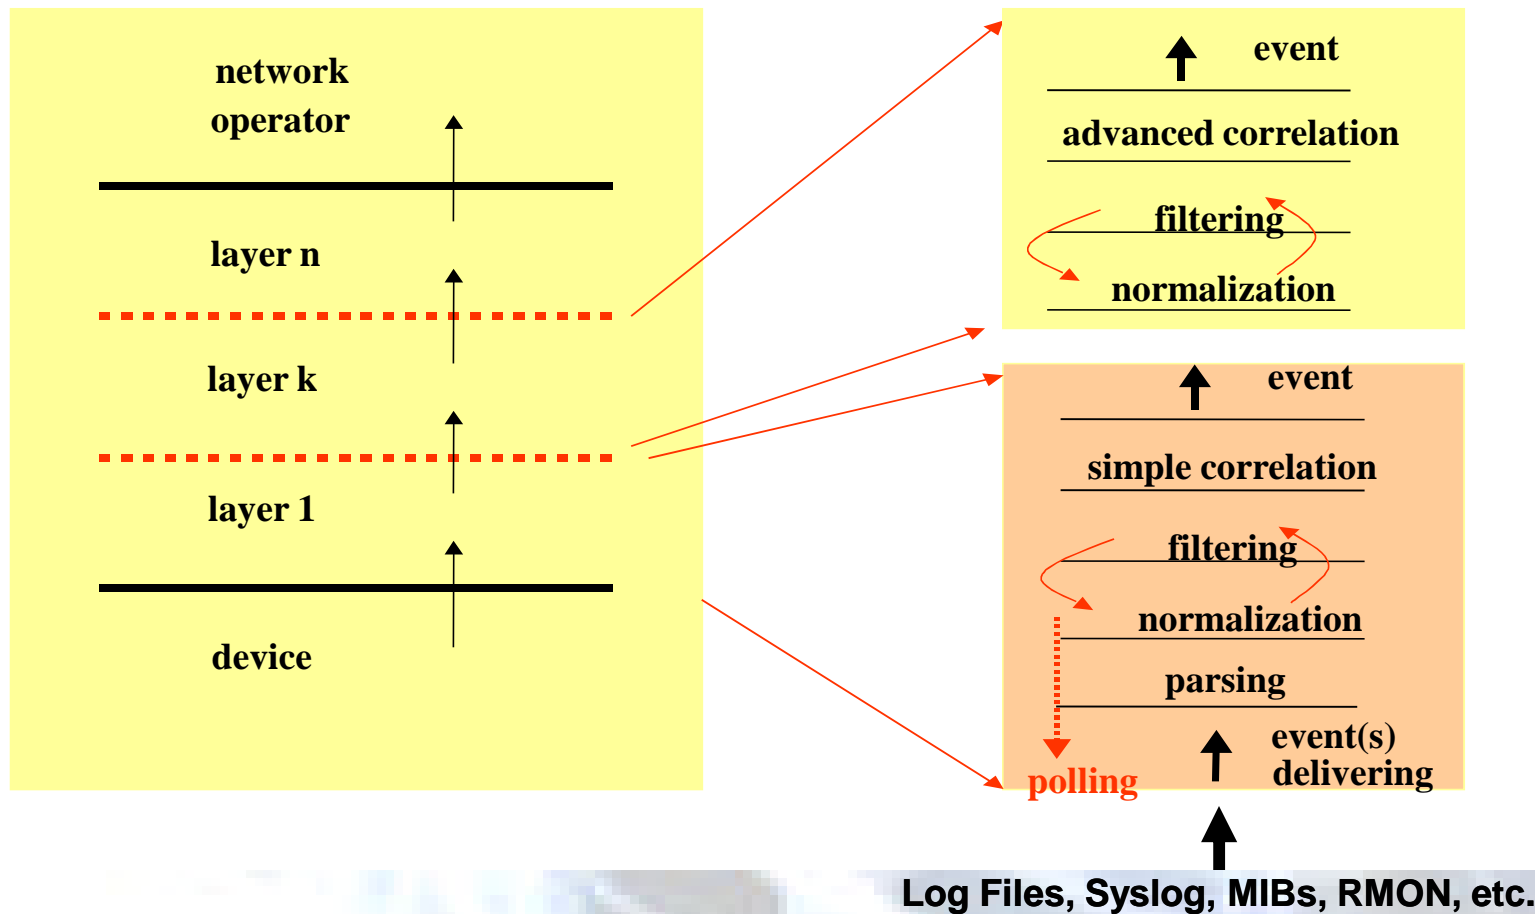 network
operator
layer n
layer k
layer 1
device
event
advanced correlation
filtering
normalization
event
simple correlation
filtering
normalization
parsing
event(s)
delivering
polling
Log Files, Syslog, MIBs, RMON, etc.